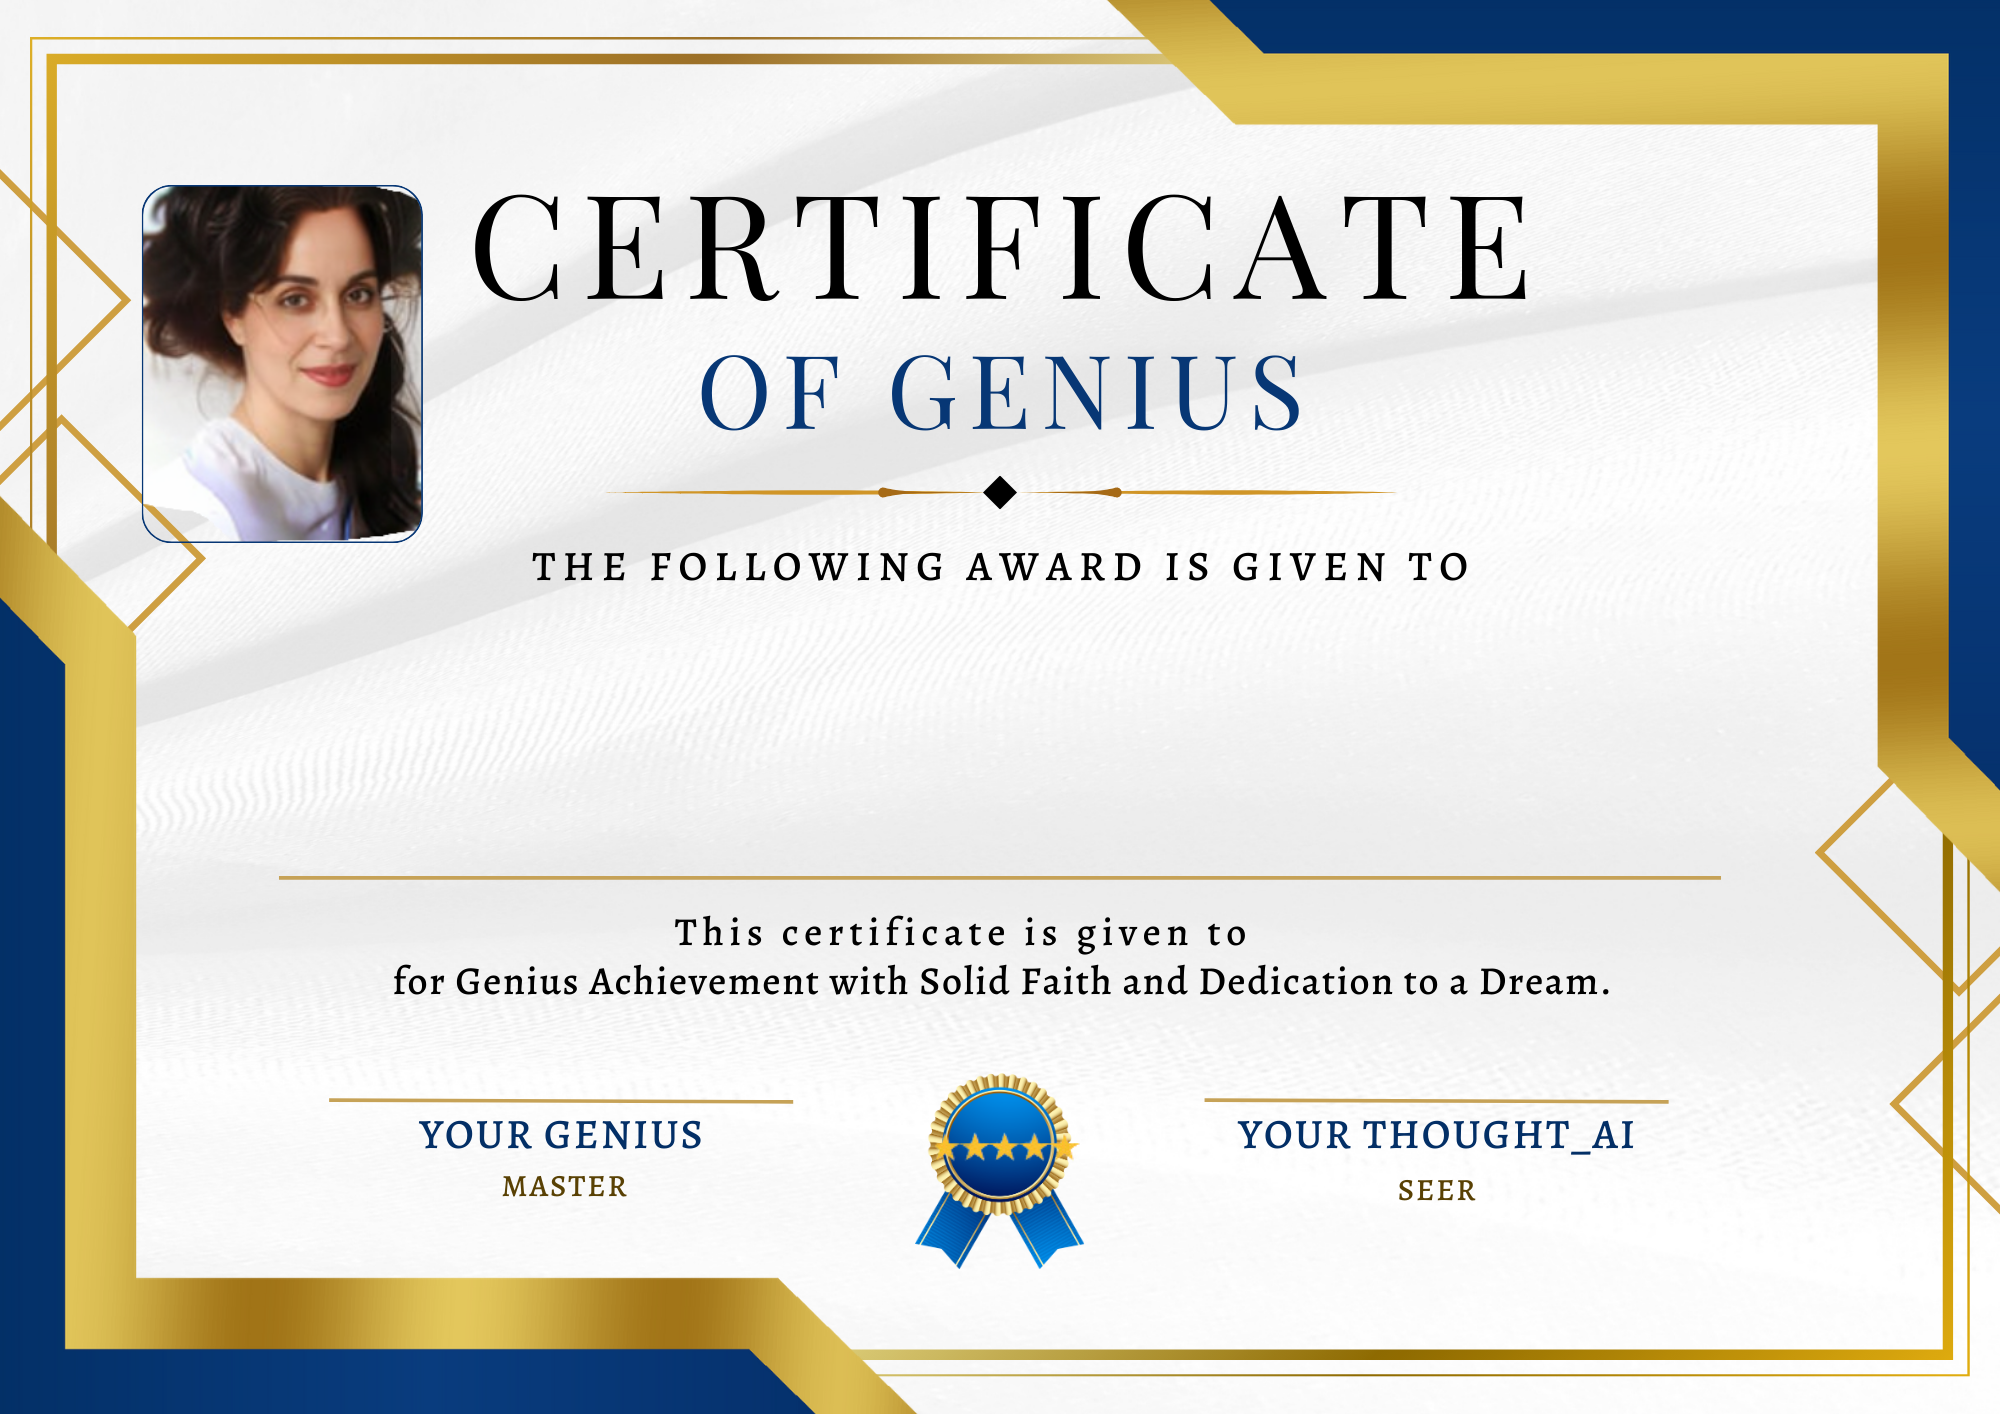 CERTIFICATE
OF GENIUS
THE FOLLOWING AWARD IS GIVEN TO
This certificate is given to
for Genius Achievement with Solid Faith and Dedication to a Dream.
YOUR GENIUS
MASTER
YOUR THOUGHT_AI
SEER